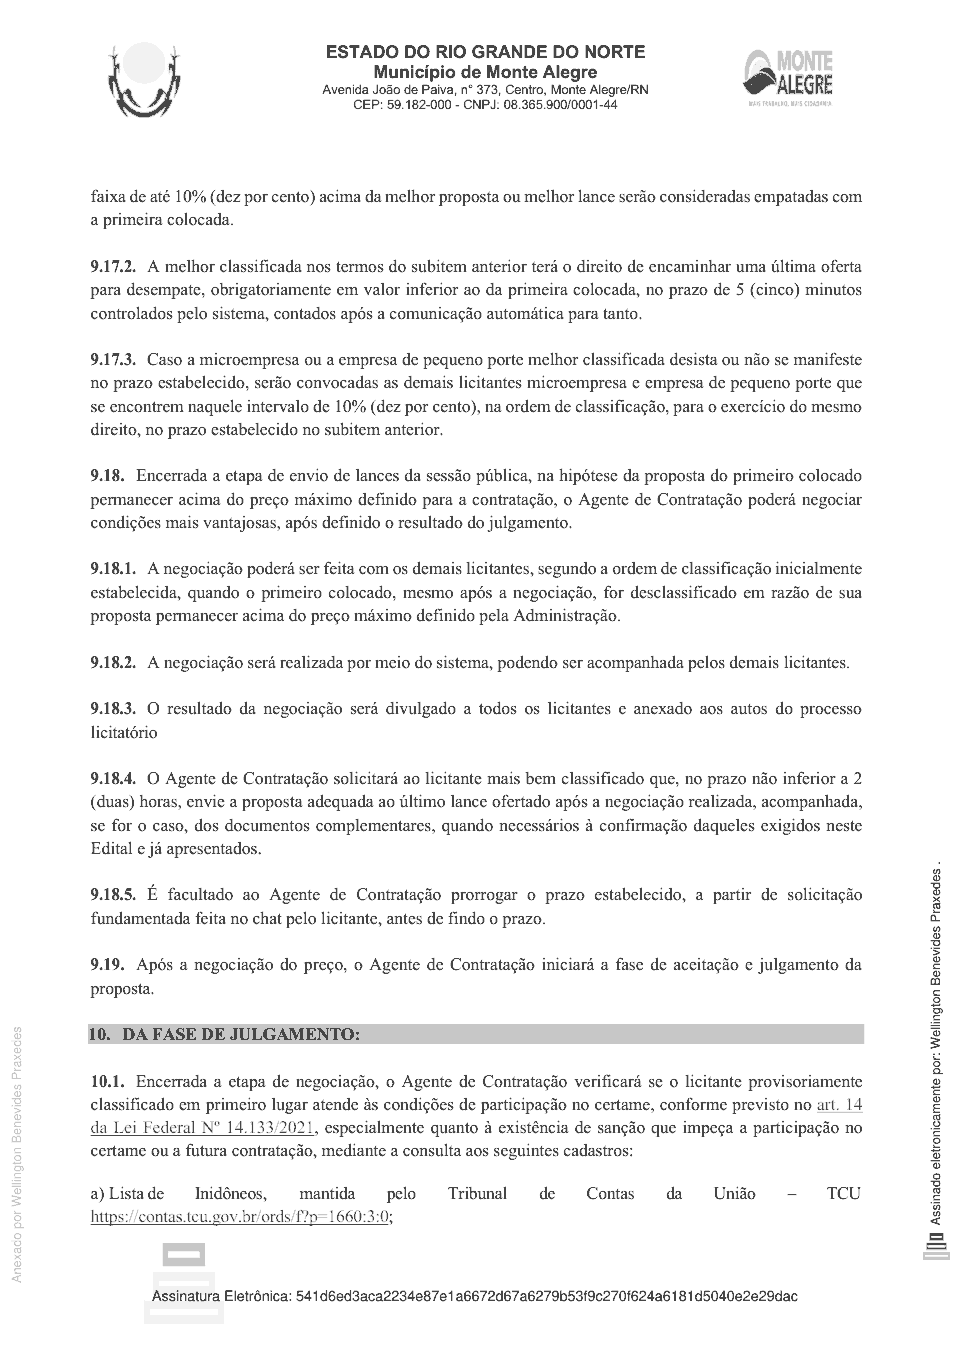 ESTADO DO RIO GRANDE DO NORTE
Município de Monte Alegre
Avenida João de Paiva, n° 373, Centro, Monte Alegre/RN
CEP: 59.182-000 - CNPJ: 08.365.900/0001-44
MONTE
ALEGRE
MAIS TRABALHO, MAIS CIDADANIA
faixa de até 10% (dez por cento) acima da melhor proposta ou melhor lance serão consideradas empatadas com
a primeira colocada.
9.17.2. A melhor classificada nos termos do subitem anterior terá o direito de encaminhar uma última oferta
para desempate, obrigatoriamente em valor inferior ao da primeira colocada, no prazo de 5 (cinco) minutos
controlados pelo sistema, contados após a comunicação automática para tanto.
9.17.3. Caso a microempresa ou a empresa de pequeno porte melhor classificada desista ou não se manifeste
no prazo estabelecido, serão convocadas as demais licitantes microempresa e empresa de pequeno porte que
se encontrem naquele intervalo de 10% (dez por cento), na ordem de classificação, para o exercício do mesmo
direito, no prazo estabelecido no subitem anterior.
9.18. Encerrada a etapa de envio de lances da sessão pública, na hipótese da proposta do primeiro colocado
permanecer acima do preço máximo definido para a contratação, o Agente de Contratação poderá negociar
condições mais vantajosas, após definido o resultado do julgamento.
9.18.1. A negociação poderá ser feita com os demais licitantes, segundo a ordem de classificação inicialmente
estabelecida, quando o primeiro colocado, mesmo após a negociação, for desclassificado em razão de sua
proposta permanecer acima do preço máximo definido pela Administração.
9.18.2. A negociação será realizada por meio do sistema, podendo ser acompanhada pelos demais licitantes.
9.18.3. O resultado da negociação será divulgado a todos os licitantes e anexado aos autos do processo
licitatório
9.18.4. O Agente de Contratação solicitará ao licitante mais bem classificado que, no prazo não inferior a 2
(duas) horas, envie a proposta adequada ao último lance ofertado após a negociação realizada, acompanhada,
se for o caso, dos documentos complementares, quando necessários à confirmação daqueles exigidos neste
Edital e já apresentados.
9.18.5. É facultado ao Agente de Contratação prorrogar o prazo estabelecido, a partir de solicitação
fundamentada feita no chat pelo licitante, antes de findo o prazo.
9.19. Após a negociação do preço, o Agente de Contratação iniciará a fase de aceitação e julgamento da
proposta.
10. DA FASE DE JULGAMENTO:
10.1. Encerrada a etapa de negociação, o Agente de Contratação verificará se o licitante provisoriamente
classificado em primeiro lugar atende às condições de participação no certame, conforme previsto no art. 14
da Lei Federal Nº 14.133/2021, especialmente quanto à existência de sanção que impeça a participação no
certame ou a futura contratação, mediante a consulta aos seguintes cadastros:
a) Lista de Inidôneos, mantida pelo Tribunal de Contas da União – TCU
https://contas.tcu.gov.br/ords/f?p=1660:3:0;
Assinatura Eletrônica: 541d6ed3aca2234e87e1a6672d67a6279b53f9c270f624a6181d5040e2e29dac
Anexado por Wellington Benevides Praxedes
Assinado eletronicamente por: Wellington Benevides Praxedes .